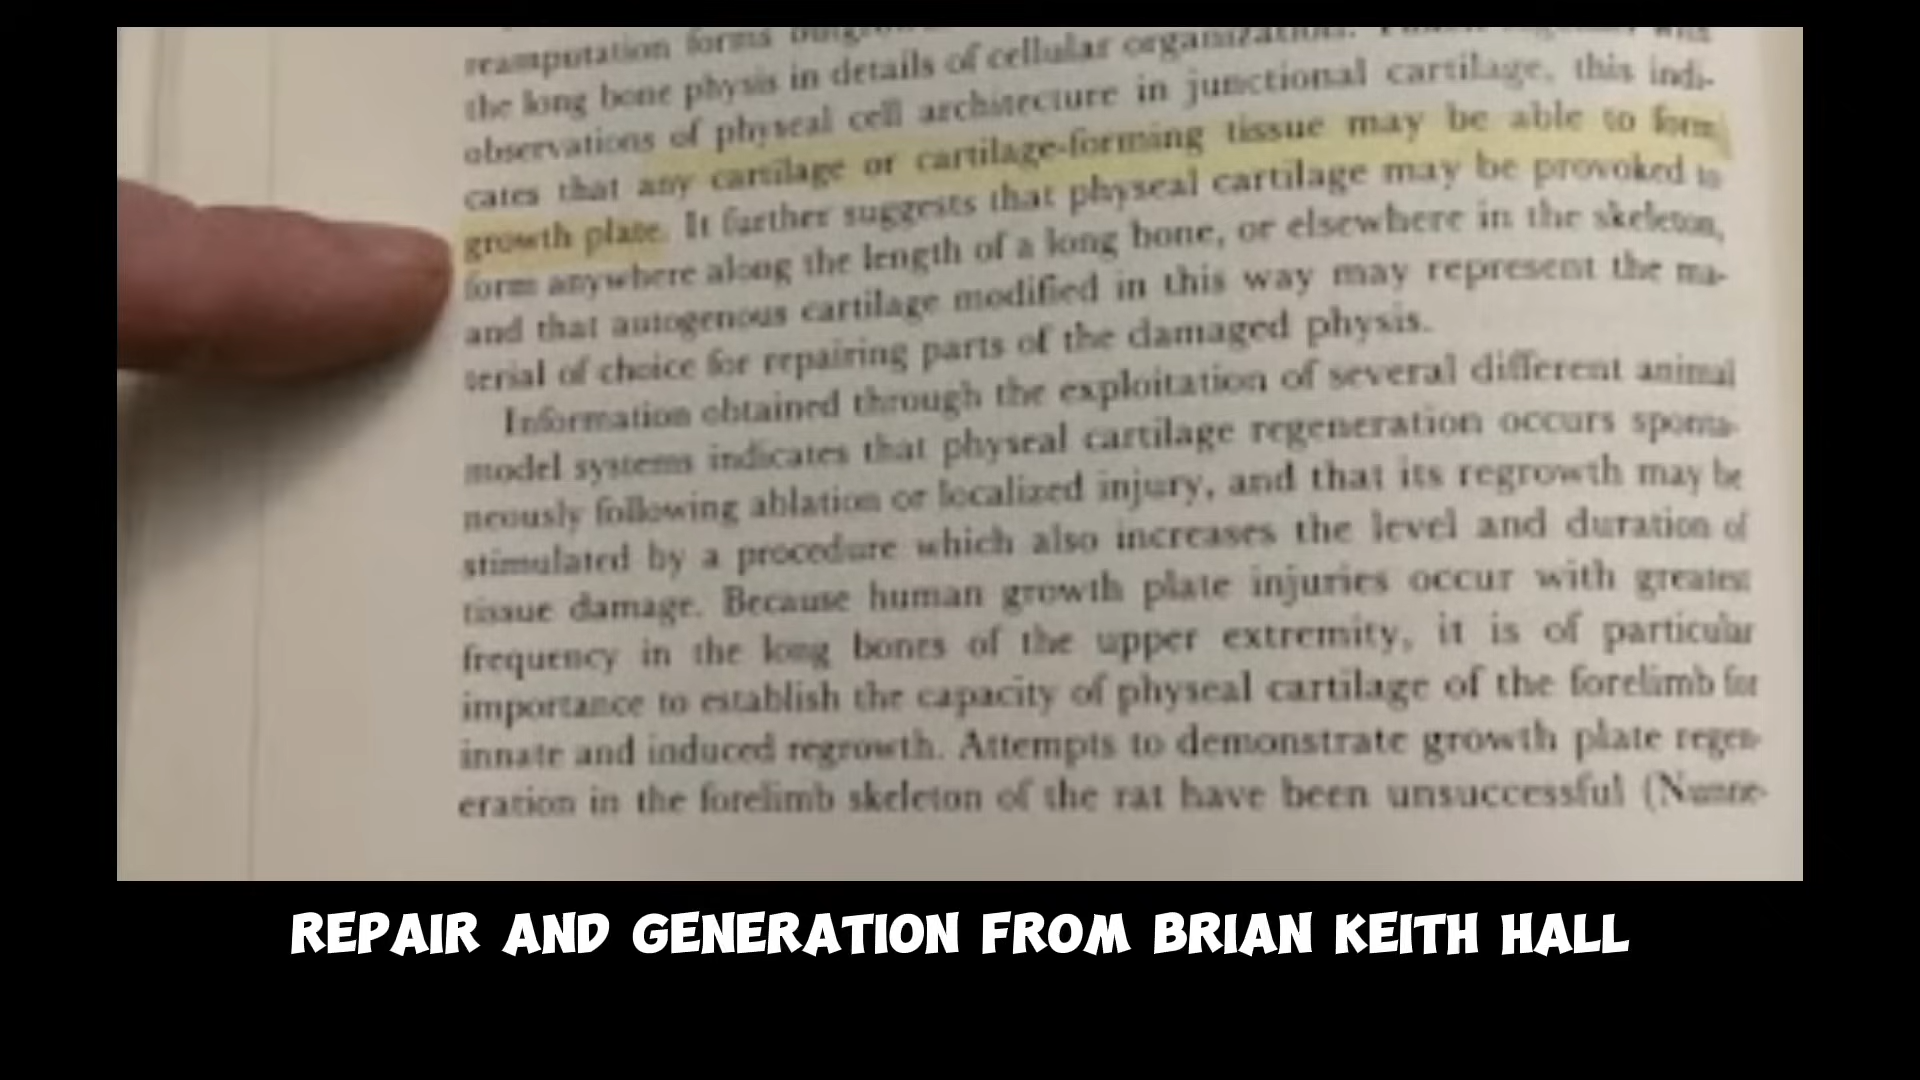 reamputation forms
the long bone physis in details of cellular organization.
observations of physeal cell architecture in junctional cartilage, this indi-
cates that any cartilage or cartilage-forming tissue may be able to form
growth plate. It further suggests that physeal cartilage may be provoked to
form anywhere along the length of a long bone, or elsewhere in the skeleton,
and that autogenous cartilage modified in this way may represent the ma-
terial of choice for repairing parts of the damaged physis.
Information obtained through the exploitation of several different animal
model systems indicates that physeal cartilage regeneration occurs sponta-
neously following ablation or localized injury, and that its regrowth may be
stimulated by a procedure which also increases the level and duration of
tissue damage. Because human growth plate injuries occur with greatest
frequency in the long bones of the upper extremity, it is of particular
importance to establish the capacity of physeal cartilage of the forelimb for
innate and induced regrowth. Attempts to demonstrate growth plate regen-
eration in the forelimb skeleton of the rat have been unsuccessful (Nunne-
REPAIR AND GENERATION FROM BRIAN KEITH HALL